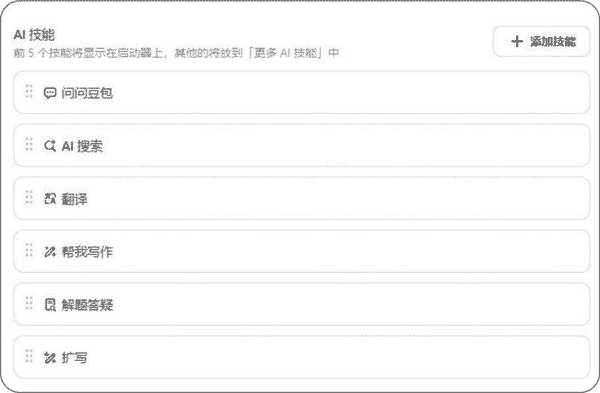 AI 技能
前 5 个技能将显示在启动器上，其他的将放到「更多 AI 技能」中
添加技能
问问豆包
AI 搜索
翻译
帮我写作
解题答疑
扩写